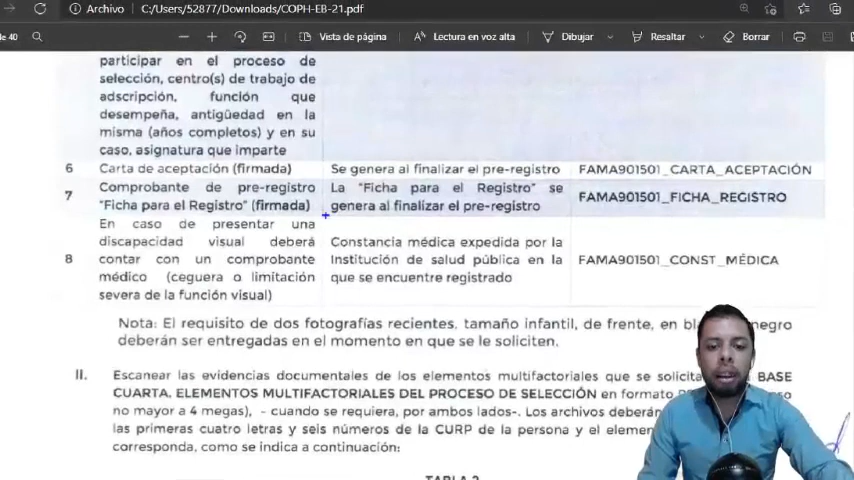 Archivo
C:/Users/52877/Downloads/COPH-EB-21.pdf
de 40
Vista de página
Lectura en voz alta
Dibujar
Resaltar
Borrar
participar en el proceso de
selección, centro(s) de trabajo de
adscripción, función que
desempeña, antigüedad en la
misma (años completos) y en su
caso, asignatura que imparte
6 Carta de aceptación (firmada) Se genera al finalizar el pre-registro FAMA901501_CARTA_ACEPTACIÓN
7 Comprobante de pre-registro La "Ficha para el Registro" se FAMA901501_FICHA_REGISTRO
"Ficha para el Registro" (firmada) genera al finalizar el pre-registro
En caso de presentar una
discapacidad visual deberá Constancia médica expedida por la
8 contar con un comprobante Institución de salud pública en la FAMA901501_CONST_MÉDICA
médico (ceguera o limitación que se encuentre registrado
severa de la función visual)
Nota: El requisito de dos fotografías recientes, tamaño infantil, de frente, en negro
deberán ser entregadas en el momento en que se le soliciten.
II. Escanear las evidencias documentales de los elementos multifactoriales que se BASE
CUARTA. ELEMENTOS MULTIFACTORIALES DEL PROCESO DE SELECCIÓN en formato
no mayor a 4 megas), - cuando se requiera, por ambos lados-. Los archivos
las primeras cuatro letras y seis números de la CURP de la persona y el
corresponda, como se indica a continuación:
TABLA 2